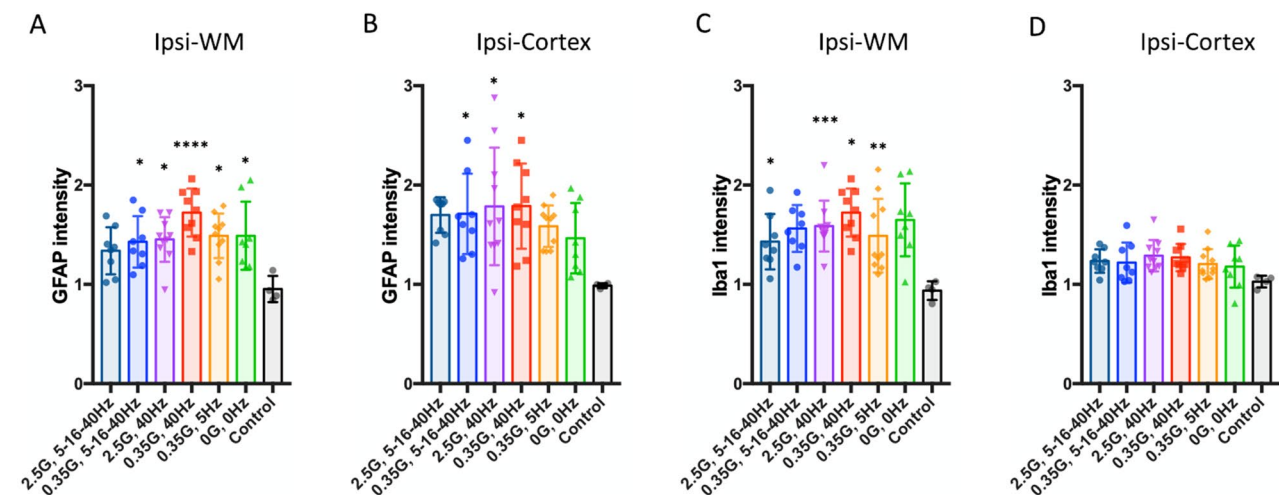 A
Ipsi-WM
GFAP intensity
3
2
1
0
*
*
****
*
*
2.5G, 5-16-40Hz
0.35G, 5-16-40Hz
2.5G, 40Hz
0.35G, 40Hz
0.35G, 5Hz
0G, 0Hz
Control
B
Ipsi-Cortex
GFAP intensity
3
2
1
0
*
*
*
2.5G, 5-16-40Hz
0.35G, 5-16-40Hz
2.5G, 40Hz
0.35G, 40Hz
0.35G, 5Hz
0G, 0Hz
Control
C
Ipsi-WM
Iba1 intensity
3
2
1
0
*
***
*
**
2.5G, 5-16-40Hz
0.35G, 5-16-40Hz
2.5G, 40Hz
0.35G, 40Hz
0.35G, 5Hz
0G, 0Hz
Control
D
Ipsi-Cortex
Iba1 intensity
3
2
1
0
2.5G, 5-16-40Hz
0.35G, 5-16-40Hz
2.5G, 40Hz
0.35G, 40Hz
0.35G, 5Hz
0G, 0Hz
Control